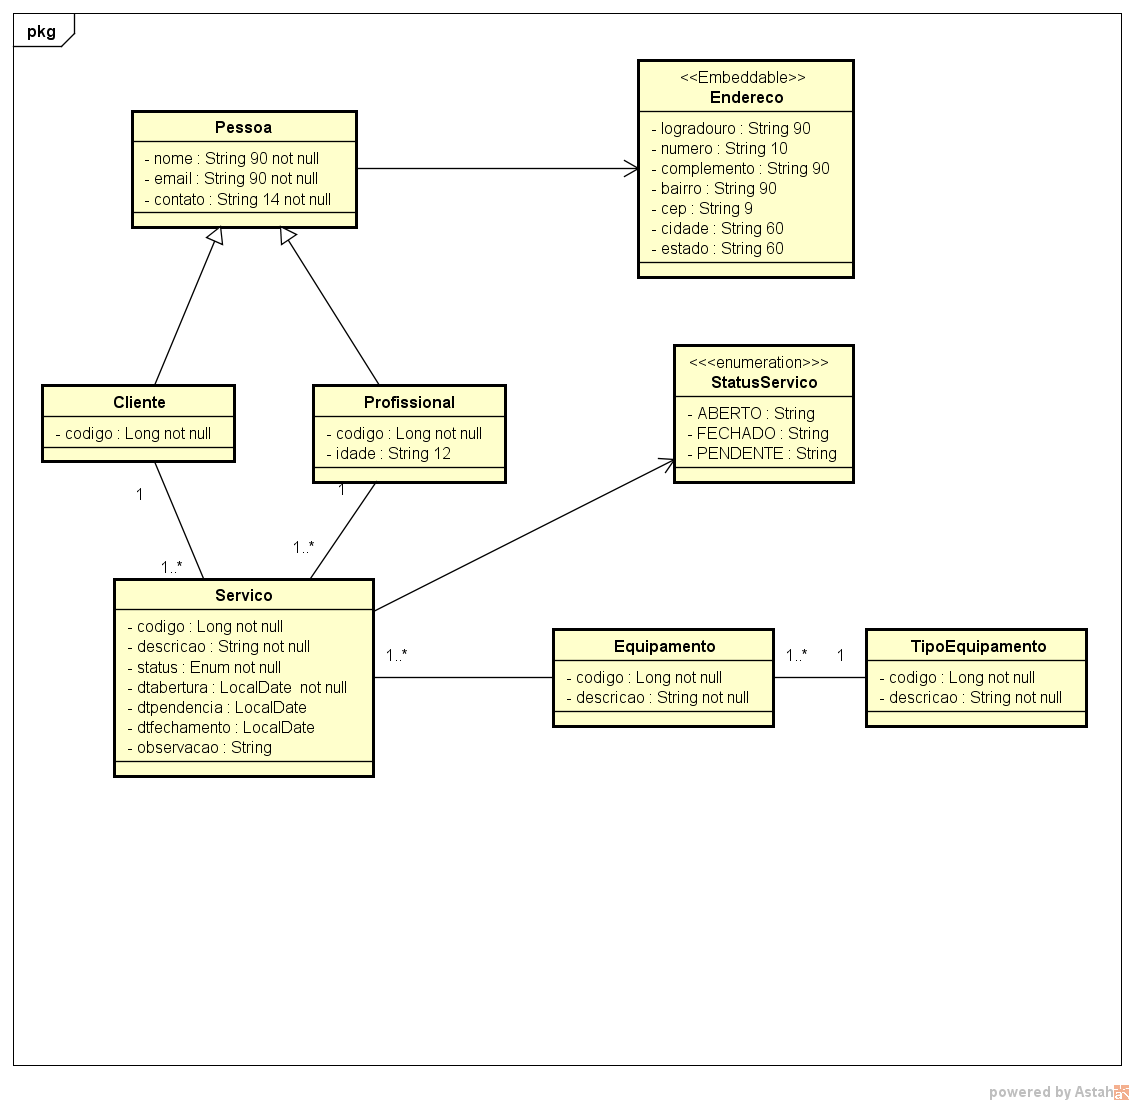 pkg
<<Embeddable>>
Endereco
- logradouro : String 90
- numero : String 10
- complemento : String 90
- bairro : String 90
- cep : String 9
- cidade : String 60
- estado : String 60
Pessoa
- nome : String 90 not null
- email : String 90 not null
- contato : String 14 not null
<<<enumeration>>>
StatusServico
- ABERTO : String
- FECHADO : String
- PENDENTE : String
Cliente
- codigo : Long not null
Profissional
- codigo : Long not null
- idade : String 12
1
1
1..*
1..*
Servico
- codigo : Long not null
- descricao : String not null
- status : Enum not null
- dtabertura : LocalDate  not null
- dtpendencia : LocalDate
- dtfechamento : LocalDate
- observacao : String
1..*
Equipamento
- codigo : Long not null
- descricao : String not null
1..*
1
TipoEquipamento
- codigo : Long not null
- descricao : String not null
powered by Astah